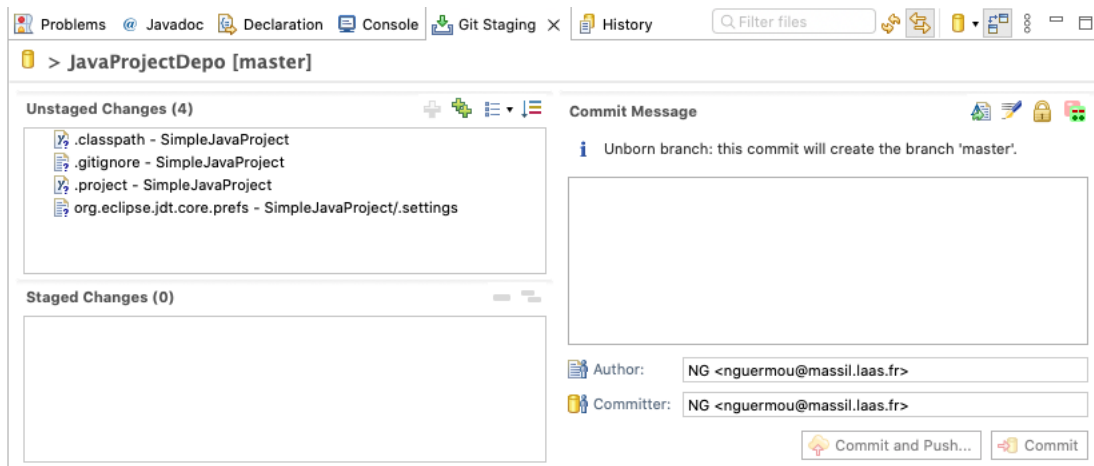 Problems @ Javadoc Declaration Console Git Staging History Filter files
> JavaProjectDepo [master]
Unstaged Changes (4)
.classpath - SimpleJavaProject
.gitignore - SimpleJavaProject
.project - SimpleJavaProject
org.eclipse.jdt.core.prefs - SimpleJavaProject/.settings
Staged Changes (0)
Commit Message
Unborn branch: this commit will create the branch 'master'.
Author: NG <nguermou@massil.laas.fr>
Committer: NG <nguermou@massil.laas.fr>
Commit and Push... Commit